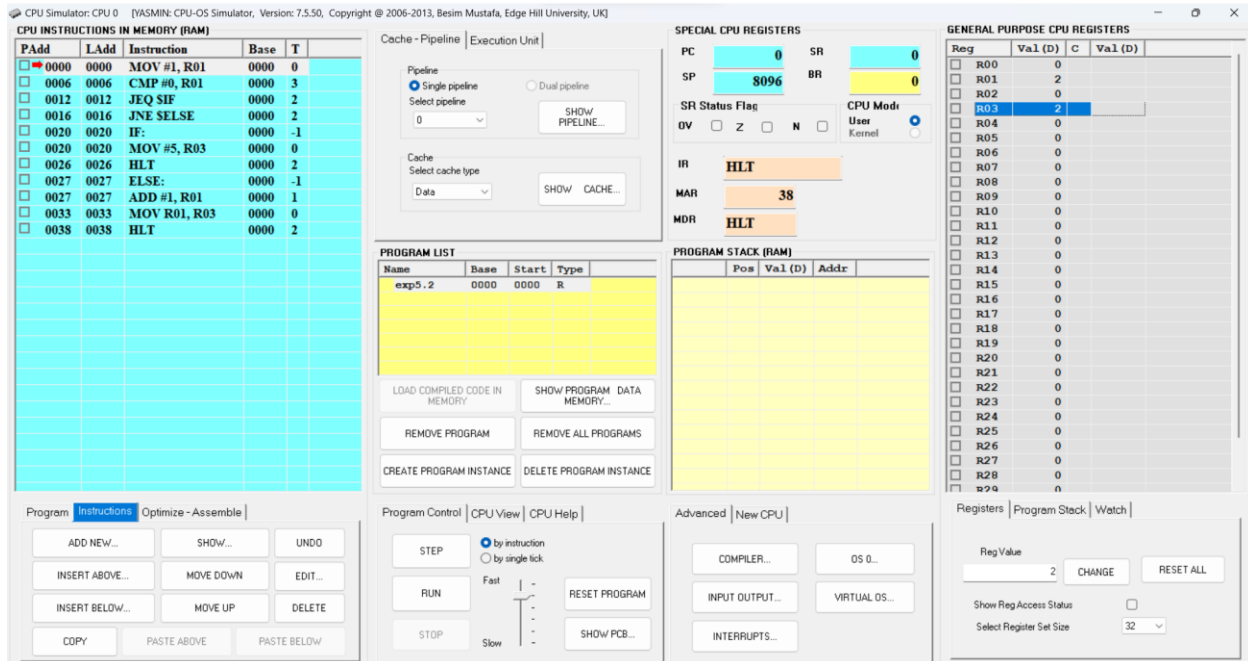 CPU Simulator: CPU 0 [YASMIN: CPU-OS Simulator, Version: 7.5.50, Copyright @ 2006-2013, Besim Mustafa, Edge Hill University, UK]
CPU INSTRUCTIONS IN MEMORY (RAM)
PAdd LAdd Instruction Base T
0000 0000 MOV #1, R01 0000 0
0006 0006 CMP #0, R01 0000 3
0012 0012 JEQ $IF 0000 2
0016 0016 JNE $ELSE 0000 2
0020 0020 IF: 0000 -1
0020 0020 MOV #5, R03 0000 0
0026 0026 HLT 0000 2
0027 0027 ELSE: 0000 -1
0027 0027 ADD #1, R01 0000 1
0033 0033 MOV R01, R03 0000 0
0038 0038 HLT 0000 2
Program Instructions Optimize - Assemble
ADD NEW... SHOW... UNDO
INSERT ABOVE... MOVE DOWN EDIT...
INSERT BELOW... MOVE UP DELETE
COPY PASTE ABOVE PASTE BELOW
Cache - Pipeline Execution Unit
Pipeline
Single pipeline Dual pipeline
Select pipeline
0
SHOW
PIPELINE...
Cache
Select cache type
Data SHOW CACHE...
PROGRAM LIST
Name Base Start Type
exp5.2 0000 0000 R
LOAD COMPILED CODE IN
MEMORY
SHOW PROGRAM DATA
MEMORY...
REMOVE PROGRAM REMOVE ALL PROGRAMS
CREATE PROGRAM INSTANCE DELETE PROGRAM INSTANCE
Program Control CPU View CPU Help
STEP by instruction
by single tick
RUN Fast RESET PROGRAM
STOP Slow SHOW PCB...
SPECIAL CPU REGISTERS
PC 0 SR 0
SP 8096 BR 0
SR Status Flag CPU Mode
OV Z N User
Kernel
IR HLT
MAR 38
MDR HLT
PROGRAM STACK (RAM)
Pos Val (D) Addr
Advanced New CPU
COMPILER... OS 0...
INPUT OUTPUT... VIRTUAL OS...
INTERRUPTS...
GENERAL PURPOSE CPU REGISTERS
Reg Val (D) C Val (D)
R00 0
R01 2
R02 0
R03 2
R04 0
R05 0
R06 0
R07 0
R08 0
R09 0
R10 0
R11 0
R12 0
R13 0
R14 0
R15 0
R16 0
R17 0
R18 0
R19 0
R20 0
R21 0
R22 0
R23 0
R24 0
R25 0
R26 0
R27 0
R28 0
R29 0
Registers Program Stack Watch
Reg Value
2 CHANGE RESET ALL
Show Reg Access Status
Select Register Set Size 32